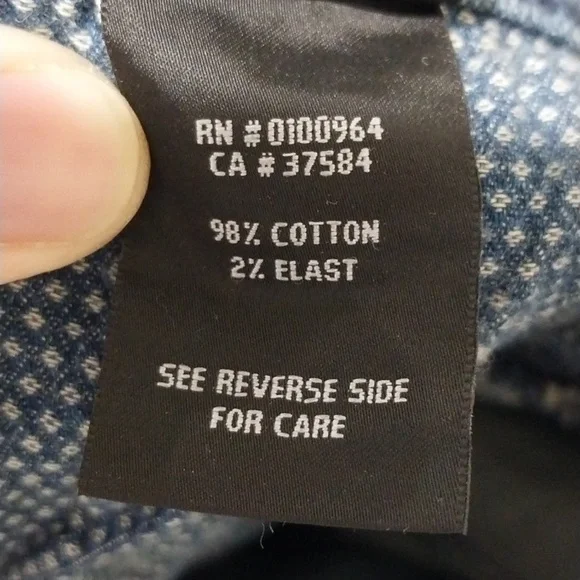 RN # 0100964
CA # 37584
98% COTTON
2% ELAST
SEE REVERSE SIDE
FOR CARE